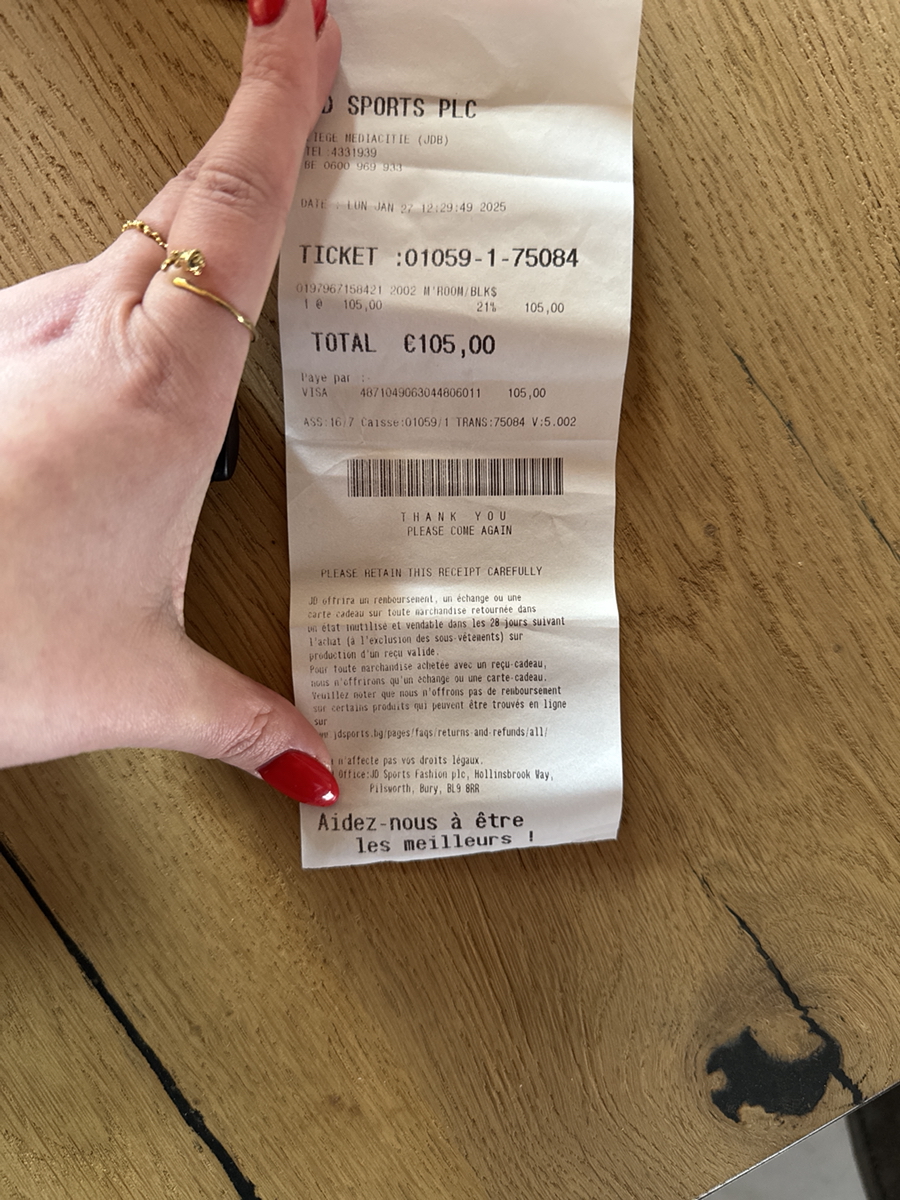 D SPORTS PLC
IEGE MEDIACITIE (JDB)
TEL :4331939
BE 0600 969 933
DATE : LUN JAN 27 12:29:49 2025
TICKET :01059-1-75084
0197967158421 2002 M'ROOM/BLK$
1 @ 105,00 21% 105,00
TOTAL €105,00
Paye par :-
VISA 4871049063044806011 105,00
ASS:16/7 Caisse:01059/1 TRANS:75084 V:5.002
THANK YOU
PLEASE COME AGAIN
PLEASE RETAIN THIS RECEIPT CAREFULLY
JD offrira un remboursement, un échange ou une
carte cadeau sur toute marchandise retournée dans
un état inutilisé et vendable dans les 28 jours suivant
l'achat (à l'exclusion des sous-vêtements) sur
production d'un reçu valide.
Pour toute marchandise achetée avec un reçu-cadeau,
nous n'offrirons qu'un échange ou une carte-cadeau.
Veuillez noter que nous n'offrons pas de remboursement
sur certains produits qui peuvent être trouvés en ligne
sur
jdsports.bg/pages/faqs/returns-and-refunds/all/
n'affecte pas vos droits légaux.
Office:JD Sports Fashion plc, Hollinsbrook Way,
Pilsworth, Bury, BL9 8RR
Aidez-nous à être
les meilleurs !